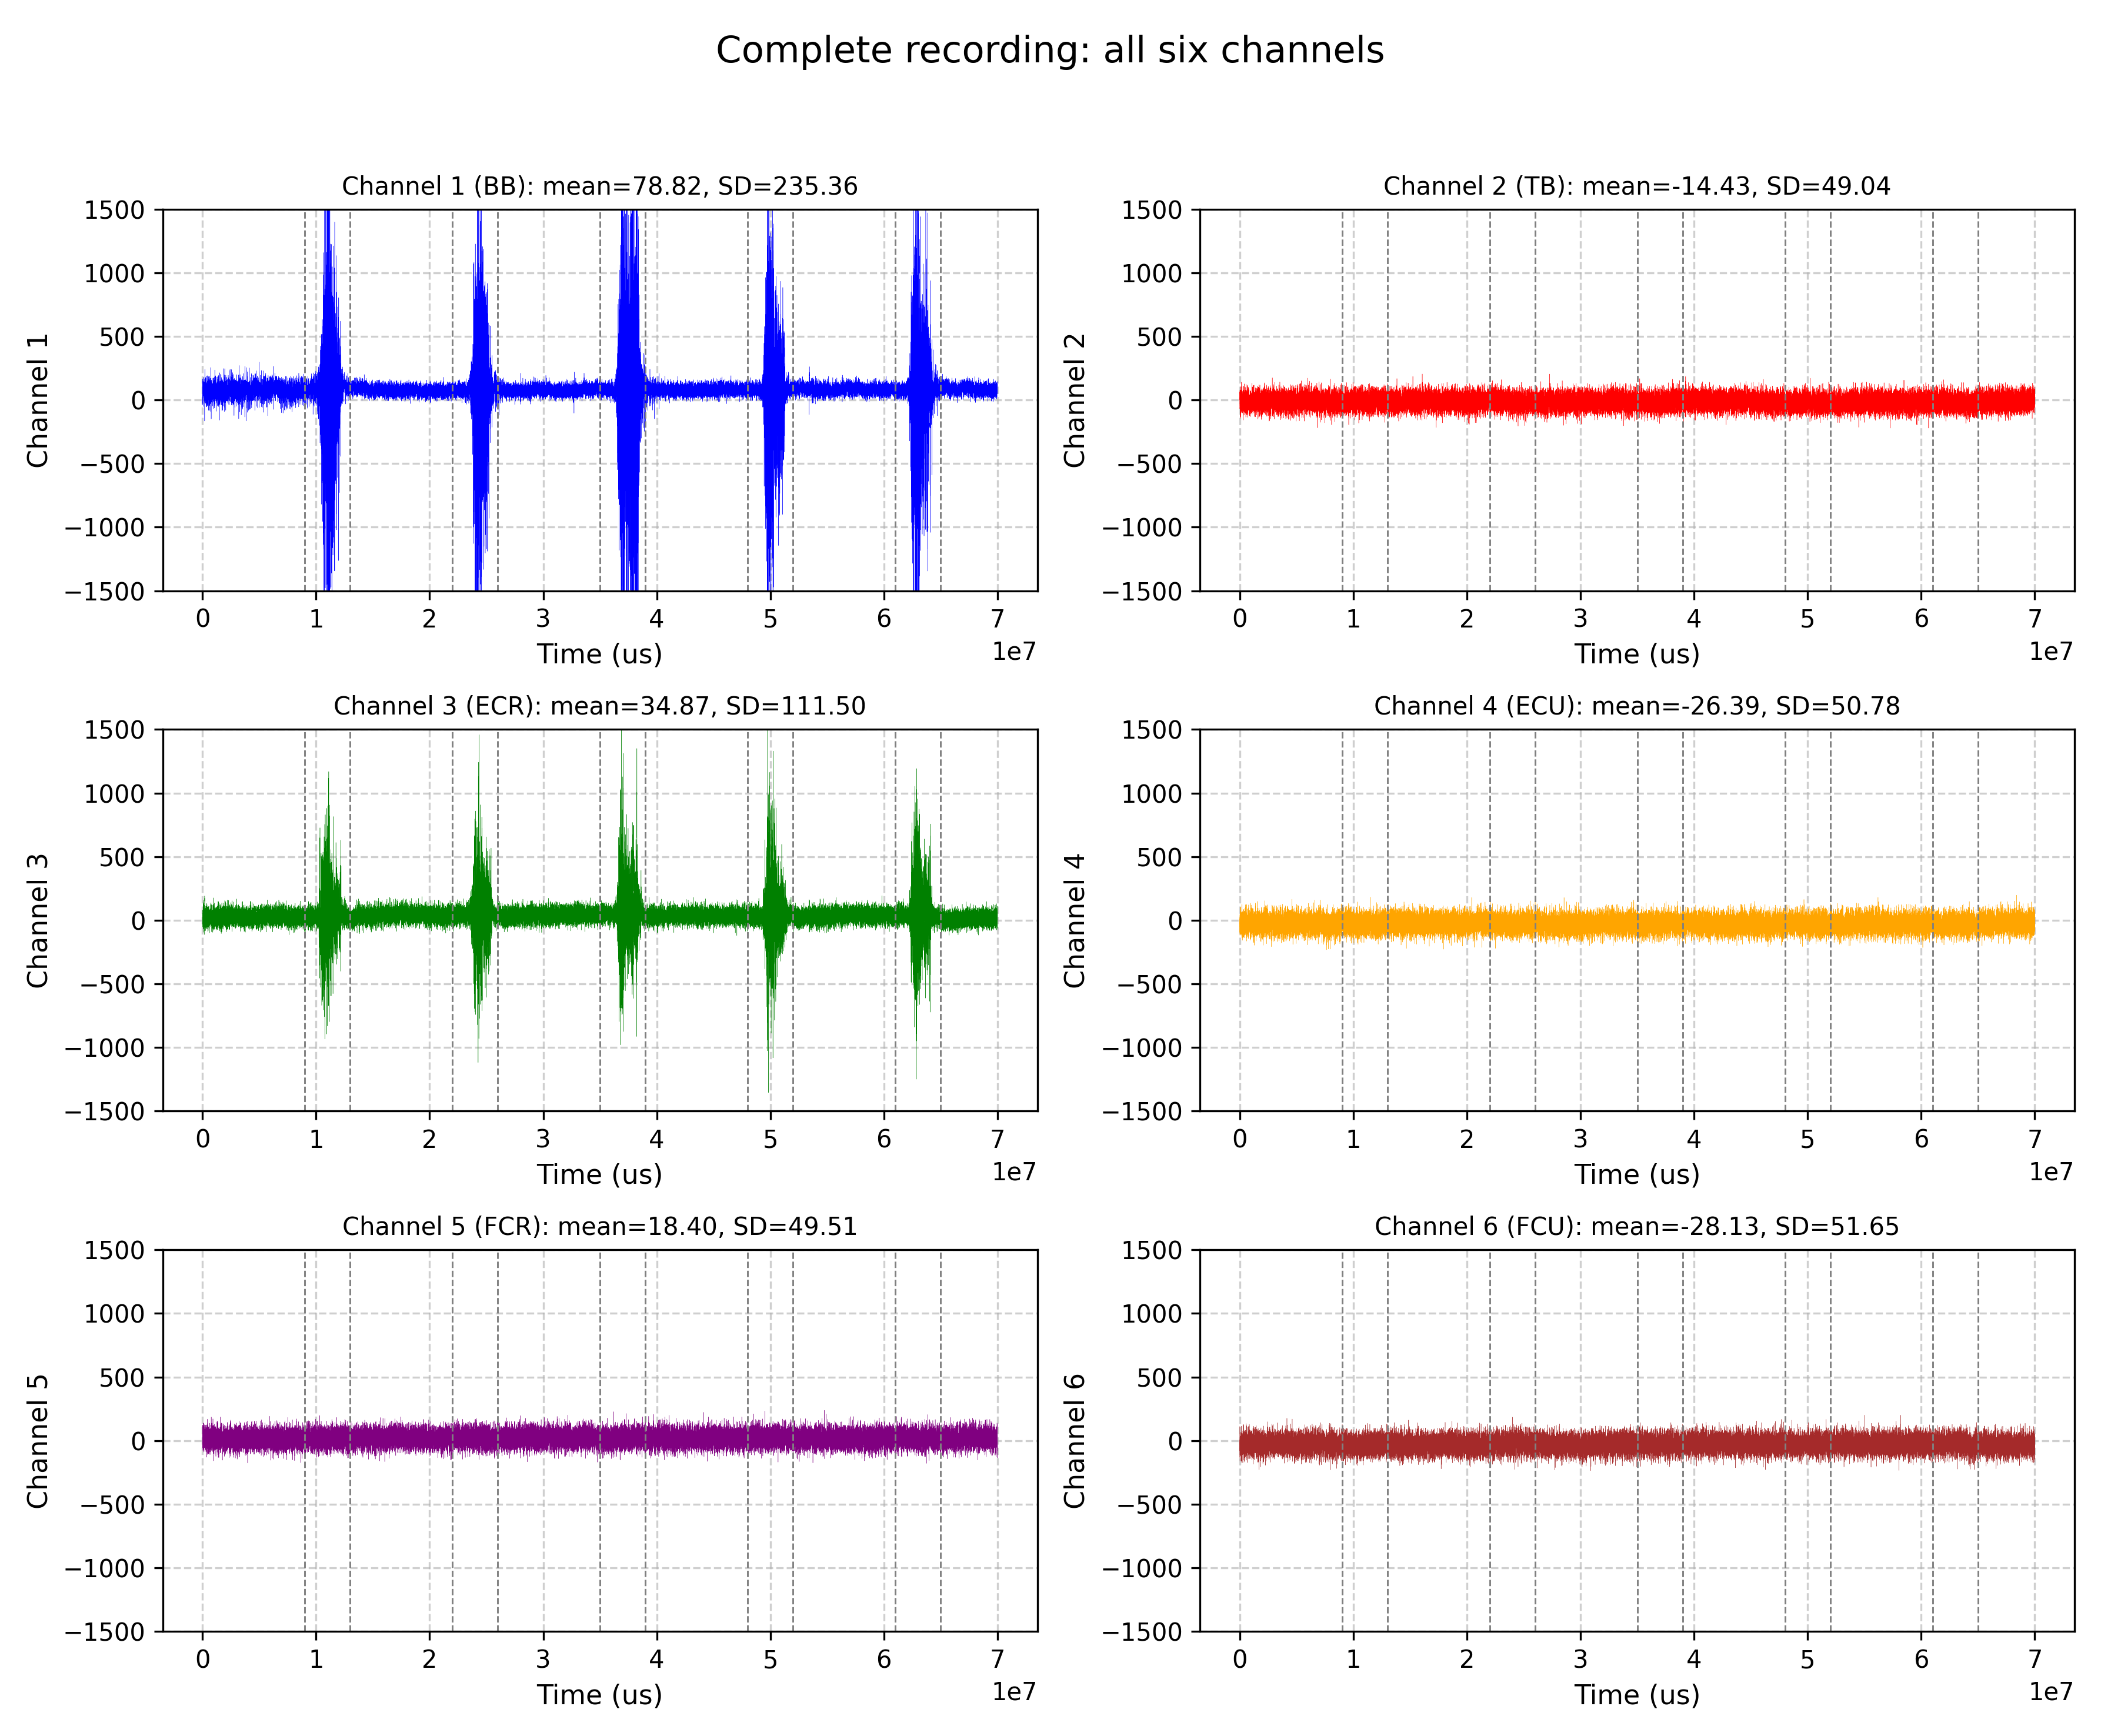 Complete recording: all six channels
Channel 1 (BB): mean=78.82, SD=235.36
1500
1000
500
0
−500
−1000
−1500
Channel 1
0 1 2 3 4 5 6 7
1e7
Time (us)
Channel 2 (TB): mean=-14.43, SD=49.04
1500
1000
500
0
−500
−1000
−1500
Channel 2
0 1 2 3 4 5 6 7
1e7
Time (us)
Channel 3 (ECR): mean=34.87, SD=111.50
1500
1000
500
0
−500
−1000
−1500
Channel 3
0 1 2 3 4 5 6 7
1e7
Time (us)
Channel 4 (ECU): mean=-26.39, SD=50.78
1500
1000
500
0
−500
−1000
−1500
Channel 4
0 1 2 3 4 5 6 7
1e7
Time (us)
Channel 5 (FCR): mean=18.40, SD=49.51
1500
1000
500
0
−500
−1000
−1500
Channel 5
0 1 2 3 4 5 6 7
1e7
Time (us)
Channel 6 (FCU): mean=-28.13, SD=51.65
1500
1000
500
0
−500
−1000
−1500
Channel 6
0 1 2 3 4 5 6 7
1e7
Time (us)